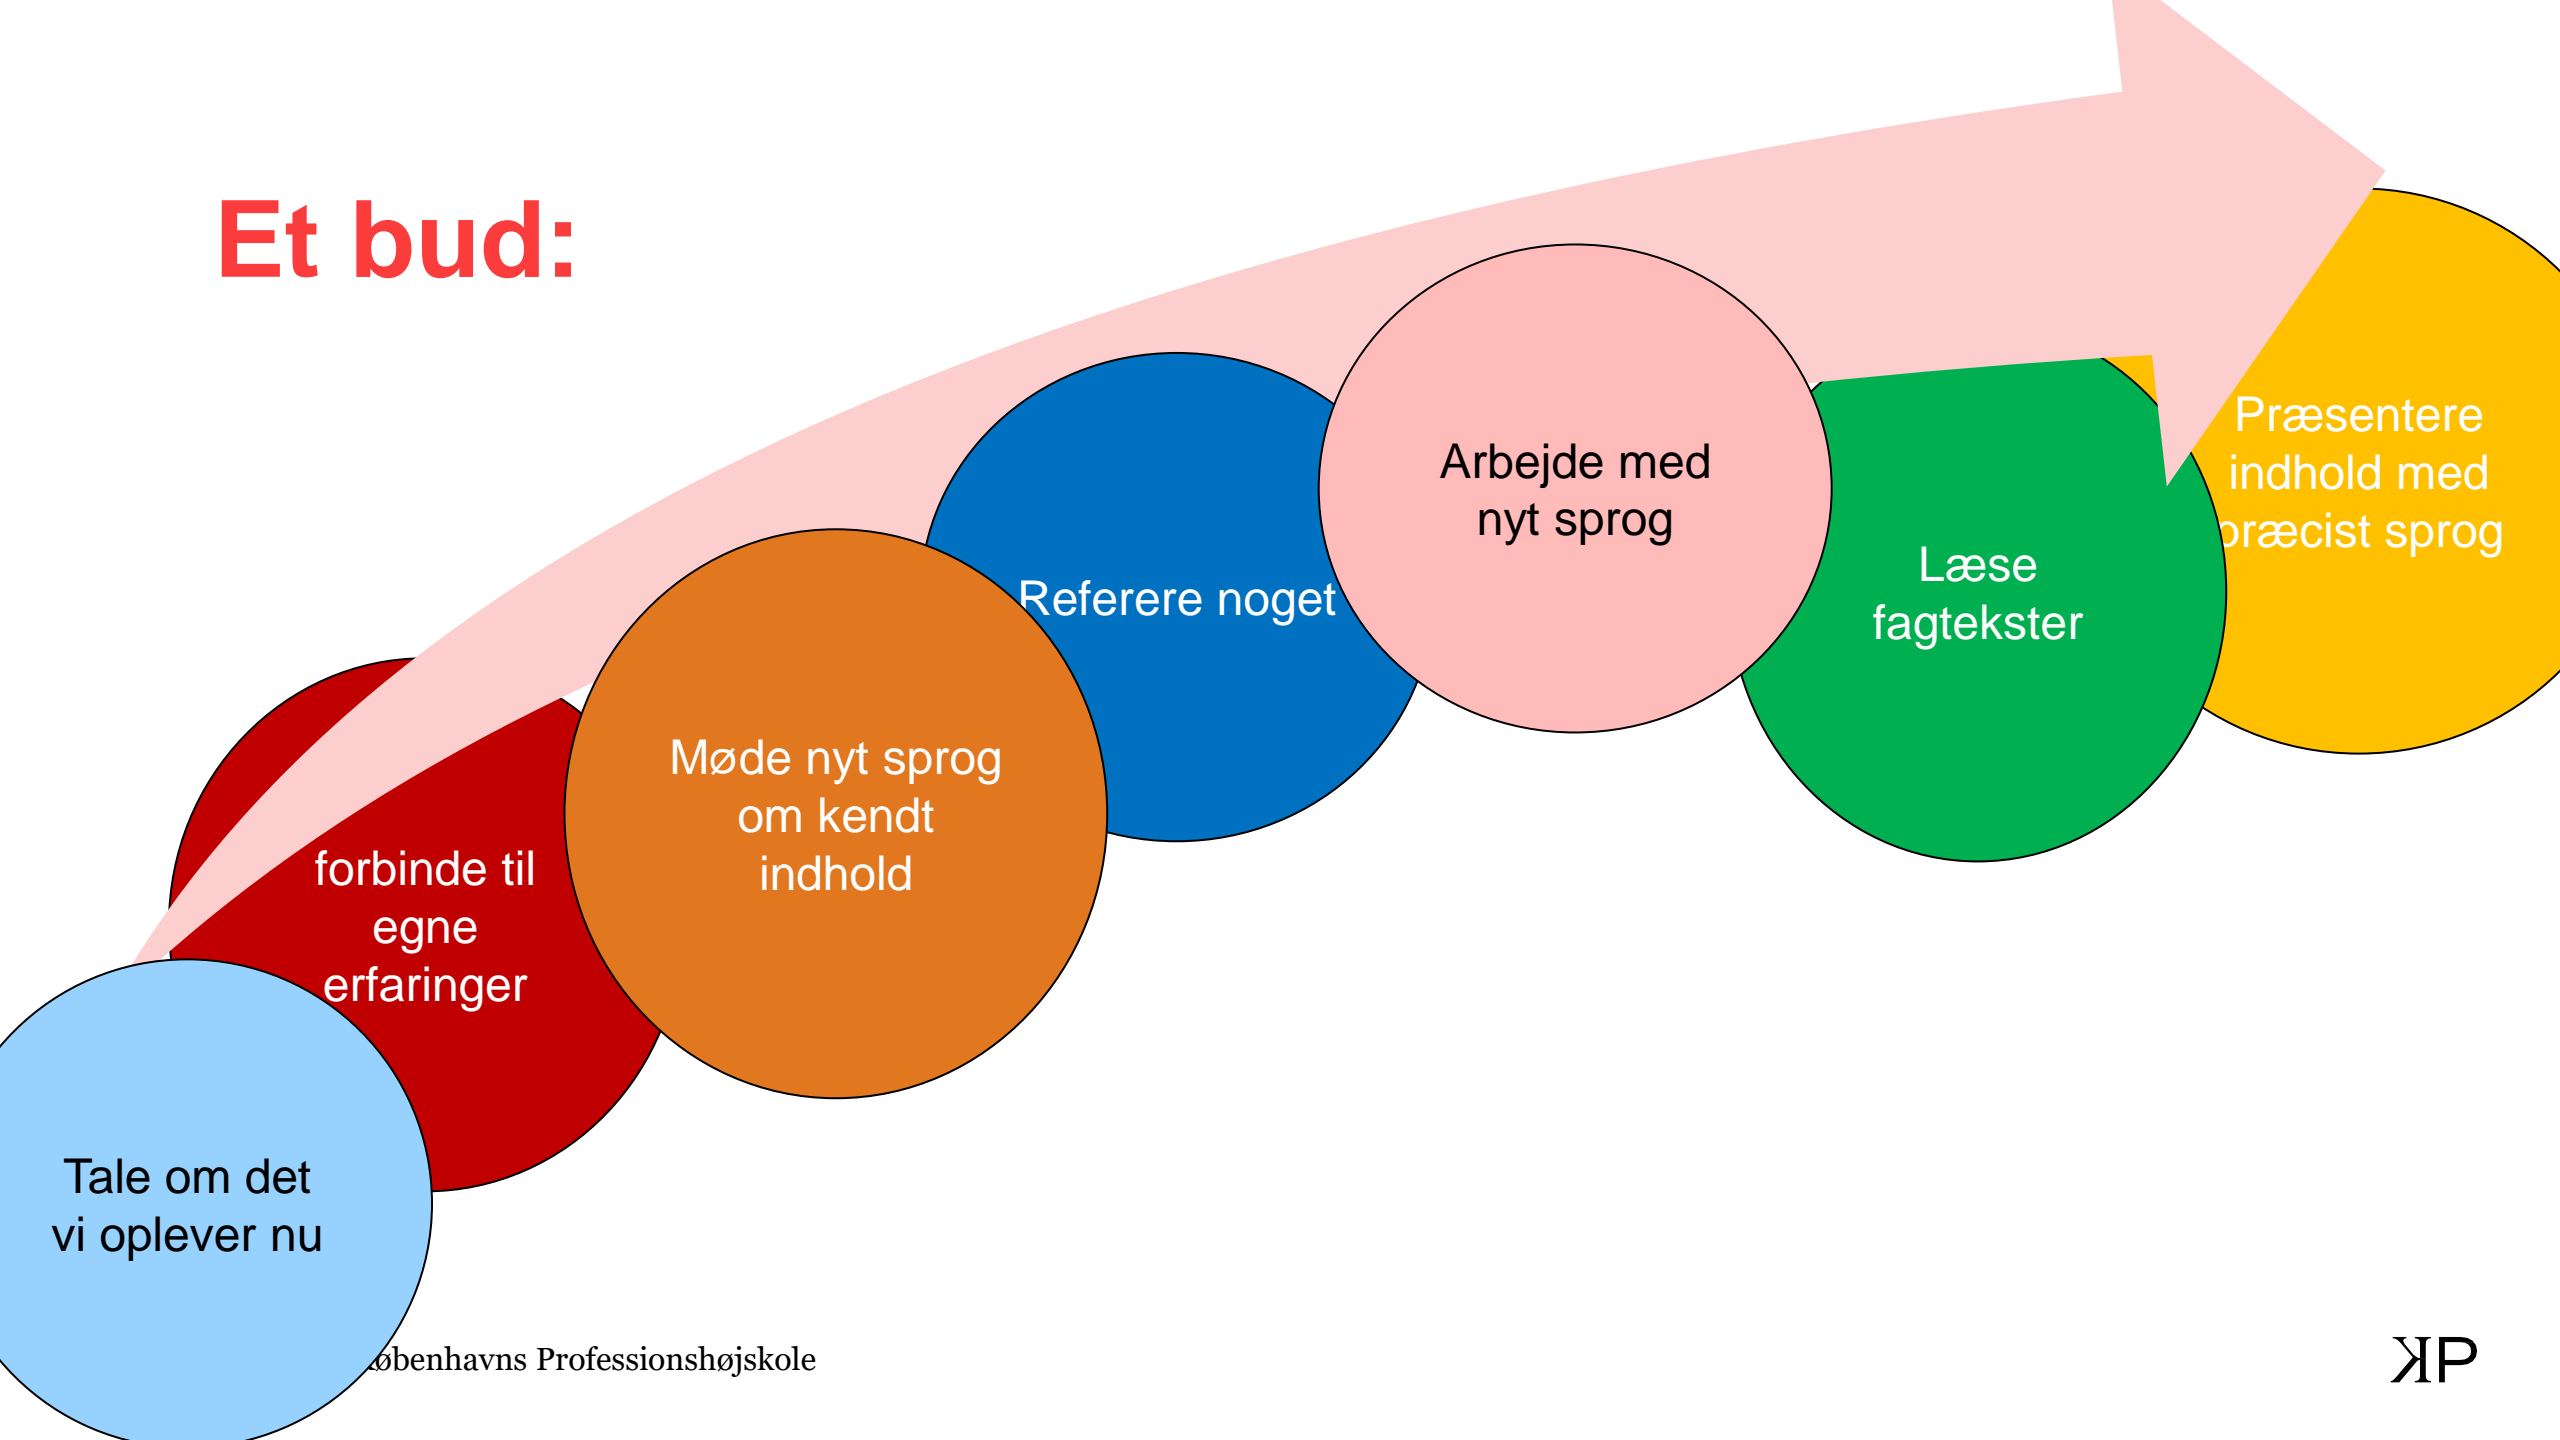 Et bud:
Tale om det
vi oplever nu
forbinde til
egne
erfaringer
Møde nyt sprog
om kendt
indhold
Referere noget
Arbejde med
nyt sprog
Læse
fagtekster
Præsentere
indhold med
præcist sprog
Københavns Professionshøjskole
KP